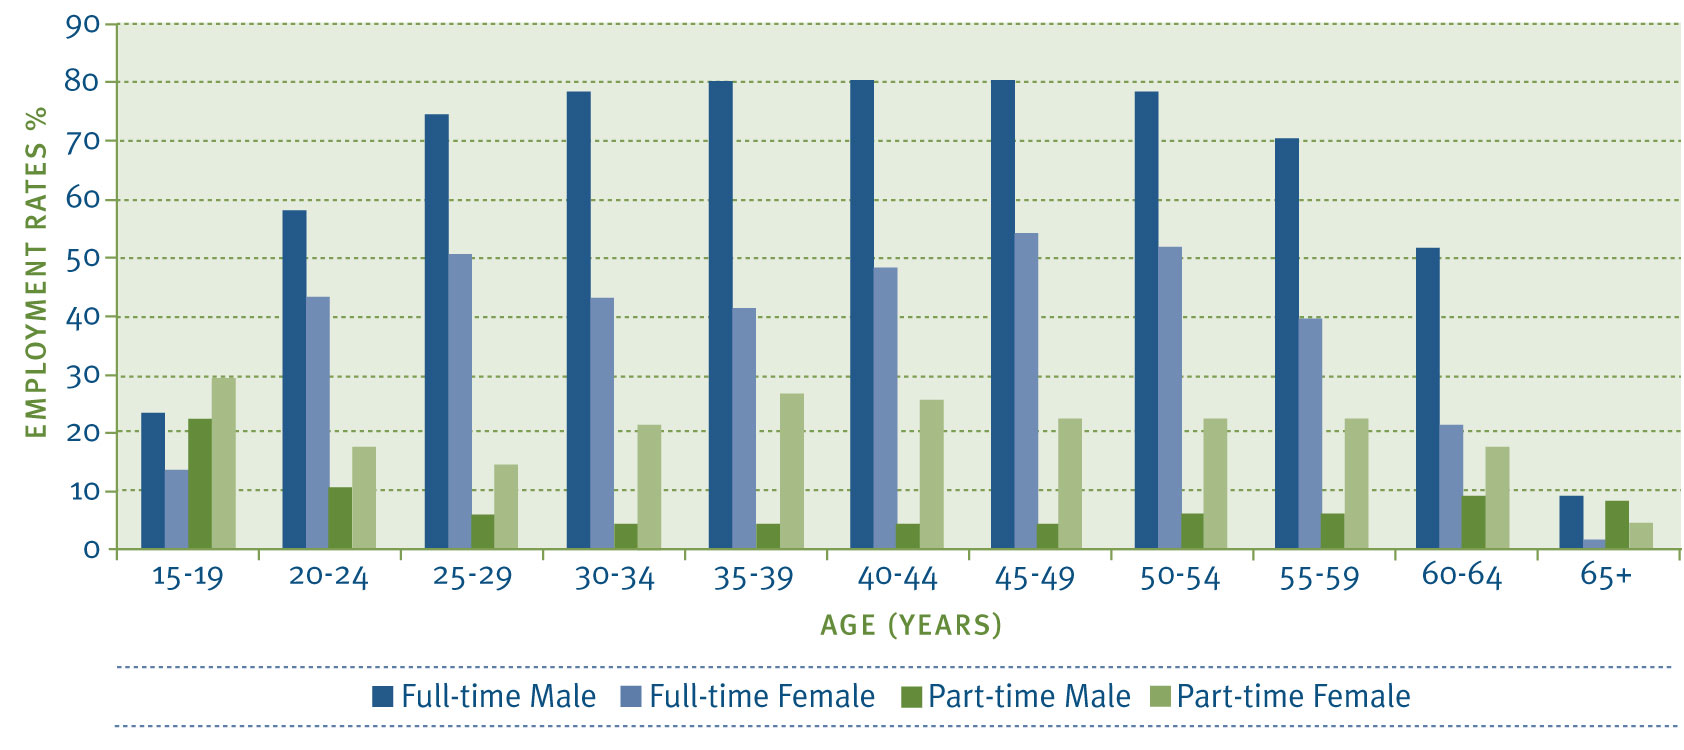 EMPLOYMENT RATES %
90
80
70
60
50
40
30
20
10
0
15-19 20-24 25-29 30-34 35-39 40-44 45-49 50-54 55-59 60-64 65+
AGE (YEARS)
Full-time Male Full-time Female Part-time Male Part-time Female